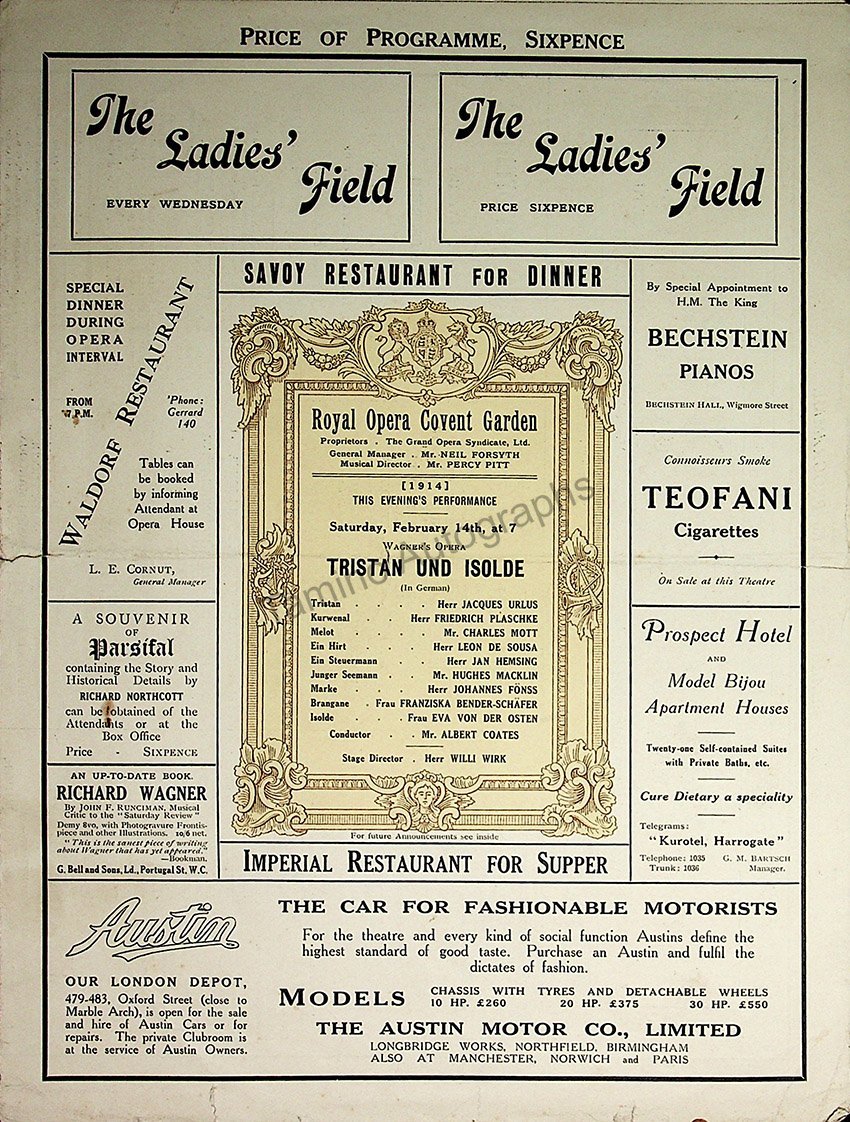 PRICE OF PROGRAMME, SIXPENCE
The
Ladies'
Field
EVERY WEDNESDAY
The
Ladies'
Field
PRICE SIXPENCE
SPECIAL
DINNER
DURING
OPERA
INTERVAL
FROM
7 P.M.
WALDORF RESTAURANT
'Phone:
Gerrard
140
Tables can
be booked
by informing
Attendant at
Opera House
L. E. CORNUT,
General Manager
A SOUVENIR
OF
Parsifal
containing the Story and
Historical Details by
RICHARD NORTHCOTT
can be obtained of the
Attendants or at the
Box Office
Price - SIXPENCE
AN UP-TO-DATE BOOK.
RICHARD WAGNER
By JOHN F. RUNCIMAN, Musical
Critic to the "Saturday Review"
Demy 8vo, with Photogravure Frontis-
piece and other Illustrations. 10/6 net.
"This is the sanest piece of writing
about Wagner that has yet appeared."
—Bookman.
G. Bell and Sons, Ld., Portugal St. W.C.
SAVOY RESTAURANT FOR DINNER
Royal Opera Covent Garden
Proprietors . The Grand Opera Syndicate, Ltd.
General Manager . Mr. NEIL FORSYTH
Musical Director . Mr. PERCY PITT
[1914]
THIS EVENING'S PERFORMANCE
Saturday, February 14th, at 7
WAGNER'S OPERA
TRISTAN UND ISOLDE
(In German)
Tristan . . . . Herr JACQUES URLUS
Kurwenal . . . Herr FRIEDRICH PLASCHKE
Melot . . . . Mr. CHARLES MOTT
Ein Hirt . . . Herr LEON DE SOUSA
Ein Steuermann . . Herr JAN HEMSING
Junger Seemann . . Mr. HUGHES MACKLIN
Marke . . . Herr JOHANNES FÖNSS
Brangane . Frau FRANZISKA BENDER-SCHÄFER
Isolde . . Frau EVA VON DER OSTEN
Conductor . . Mr. ALBERT COATES
Stage Director . Herr WILLI WIRK
For future Announcements see inside
Tamino Autographs
IMPERIAL RESTAURANT FOR SUPPER
By Special Appointment to
H.M. The King
BECHSTEIN
PIANOS
BECHSTEIN HALL, Wigmore Street
Connoisseurs Smoke
TEOFANI
Cigarettes
On Sale at this Theatre
Prospect Hotel
AND
Model Bijou
Apartment Houses
Twenty-one Self-contained Suites
with Private Baths, etc.
Cure Dietary a speciality
Telegrams:
"Kurotel, Harrogate"
Telephone: 1035
Trunk: 1036
G. M. BARTSCH
Manager.
Austin
OUR LONDON DEPOT,
479-483, Oxford Street (close to
Marble Arch), is open for the sale
and hire of Austin Cars or for
repairs. The private Clubroom is
at the service of Austin Owners.
THE CAR FOR FASHIONABLE MOTORISTS
For the theatre and every kind of social function Austins define the
highest standard of good taste. Purchase an Austin and fulfil the
dictates of fashion.
MODELS
CHASSIS WITH TYRES AND DETACHABLE WHEELS
10 HP. £260 20 HP. £375 30 HP. £550
THE AUSTIN MOTOR CO., LIMITED
LONGBRIDGE WORKS, NORTHFIELD, BIRMINGHAM
ALSO AT MANCHESTER, NORWICH and PARIS